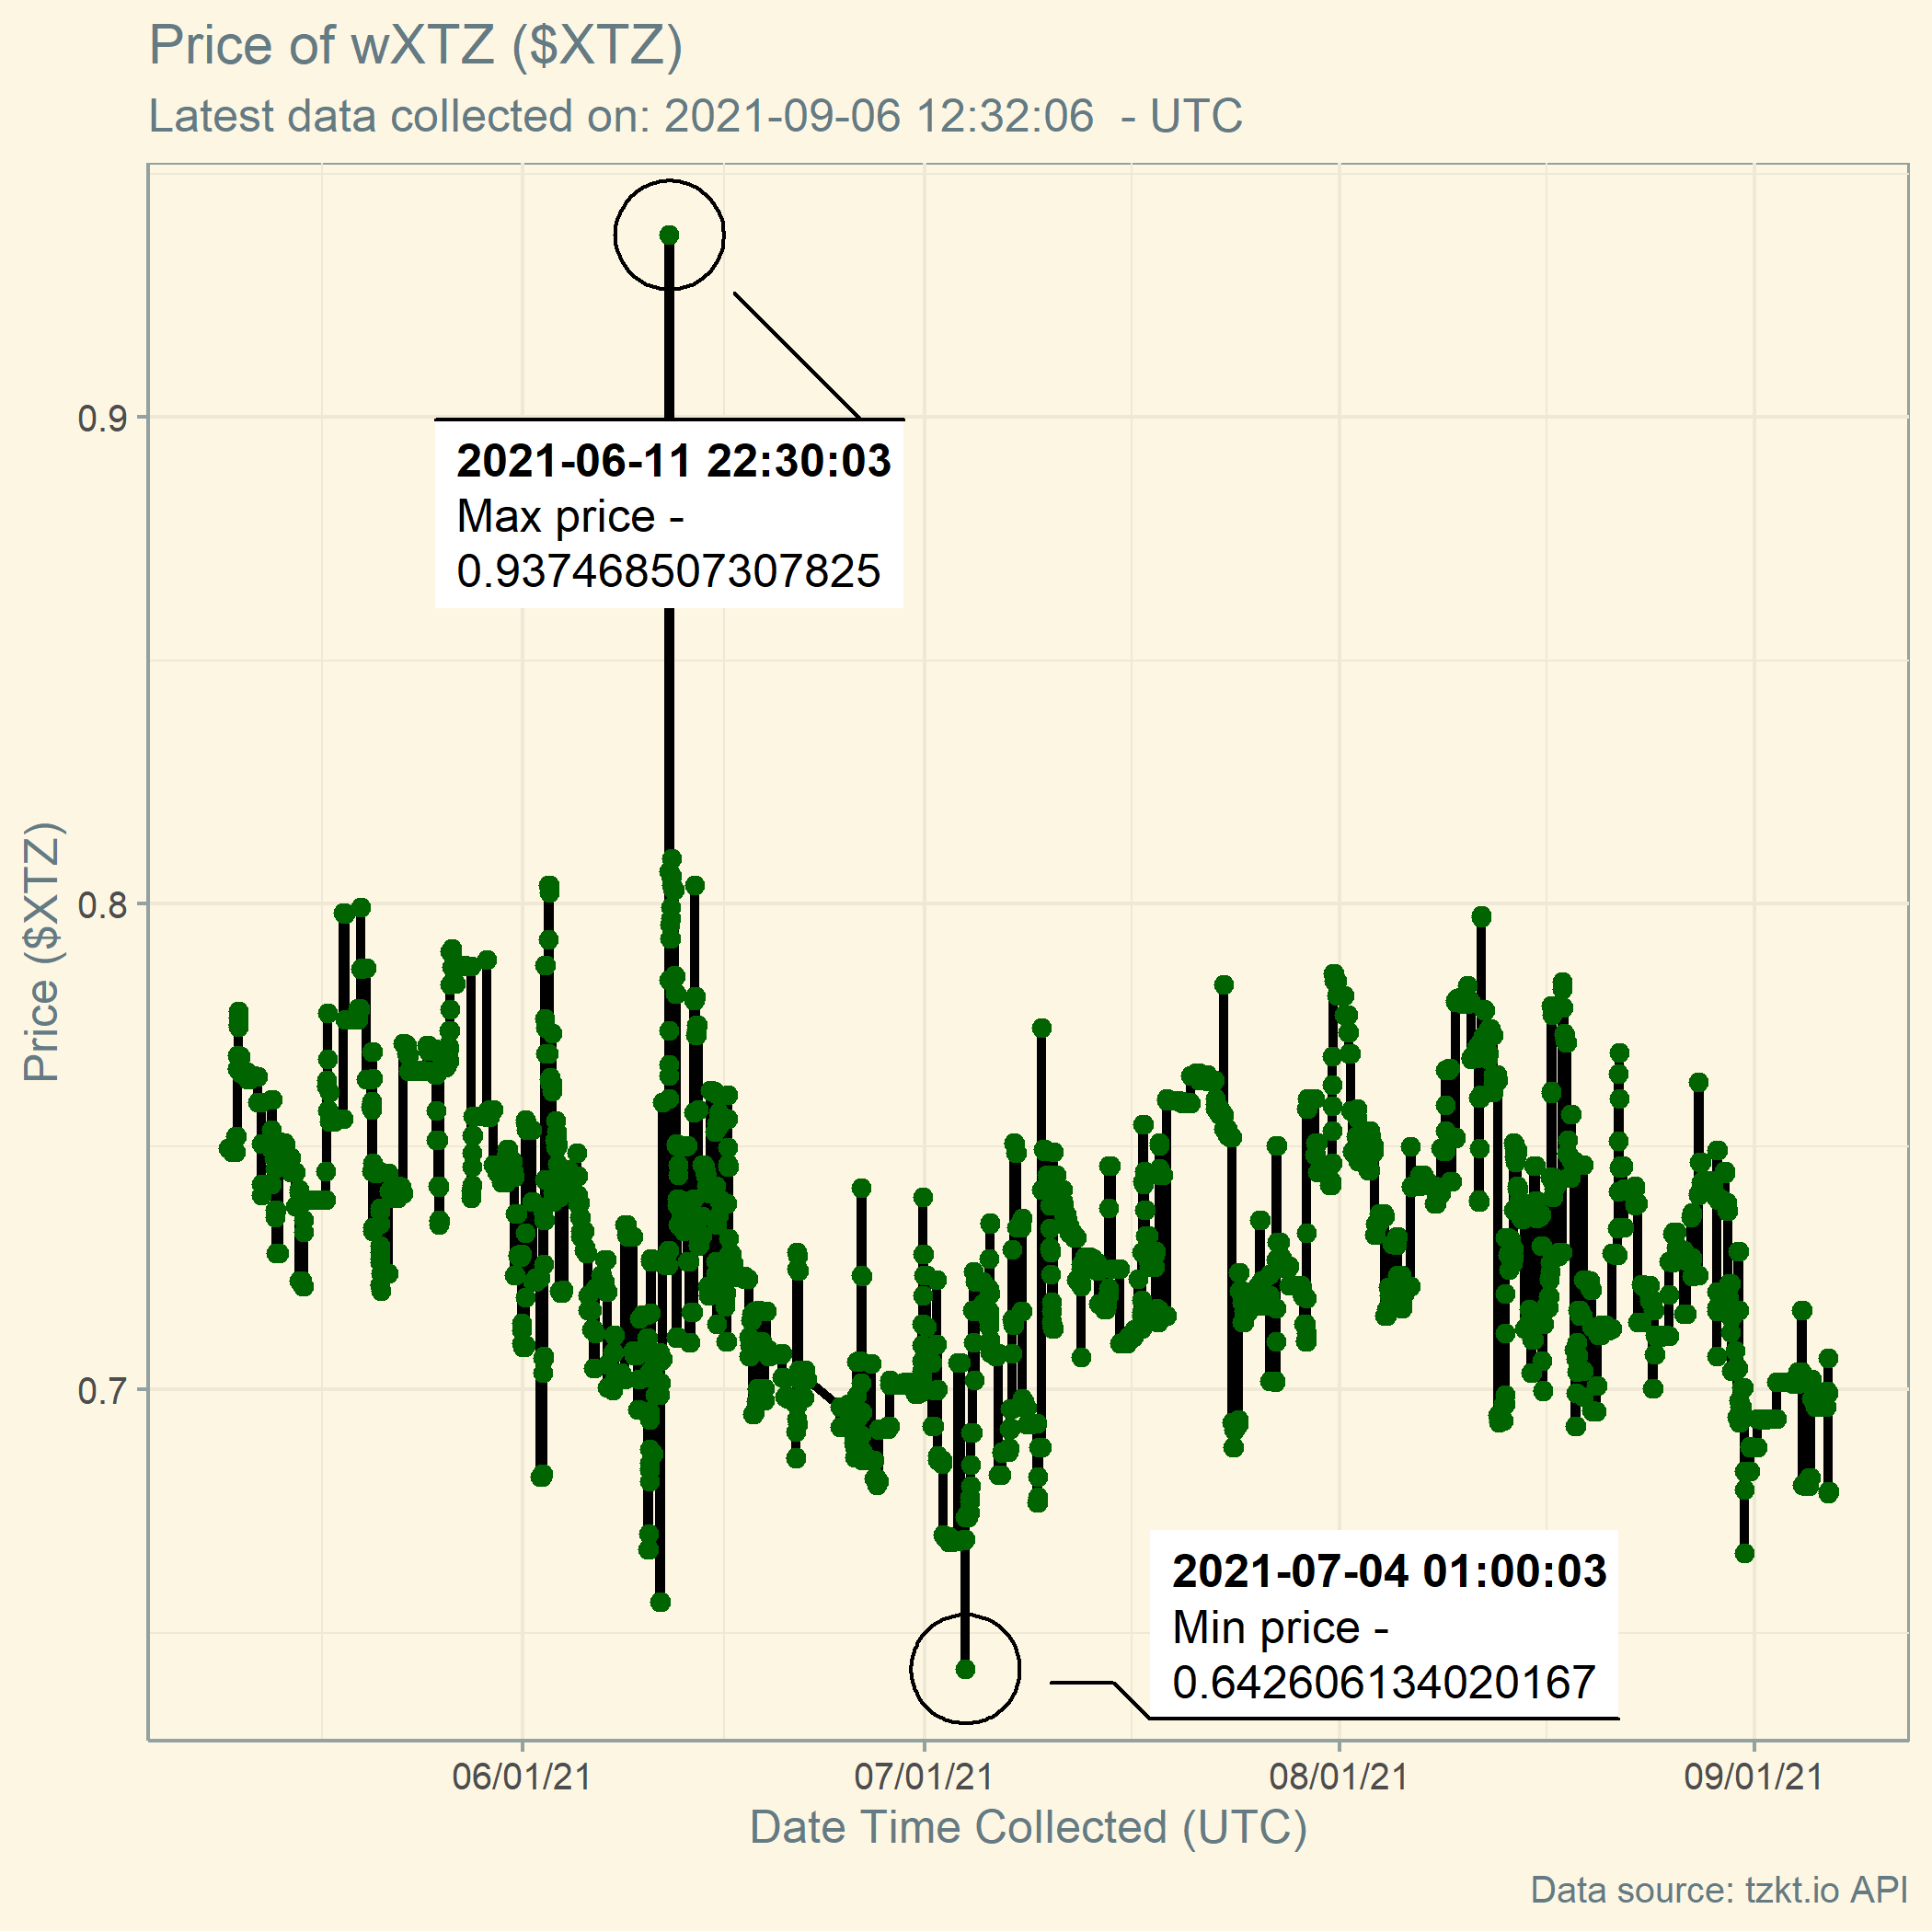 Price of wXTZ ($XTZ)
Latest data collected on: 2021-09-06 12:32:06  - UTC
Price ($XTZ)
0.9
0.8
0.7
2021-06-11 22:30:03
Max price -
0.937468507307825
2021-07-04 01:00:03
Min price -
0.642606134020167
06/01/21
07/01/21
08/01/21
09/01/21
Date Time Collected (UTC)
Data source: tzkt.io API